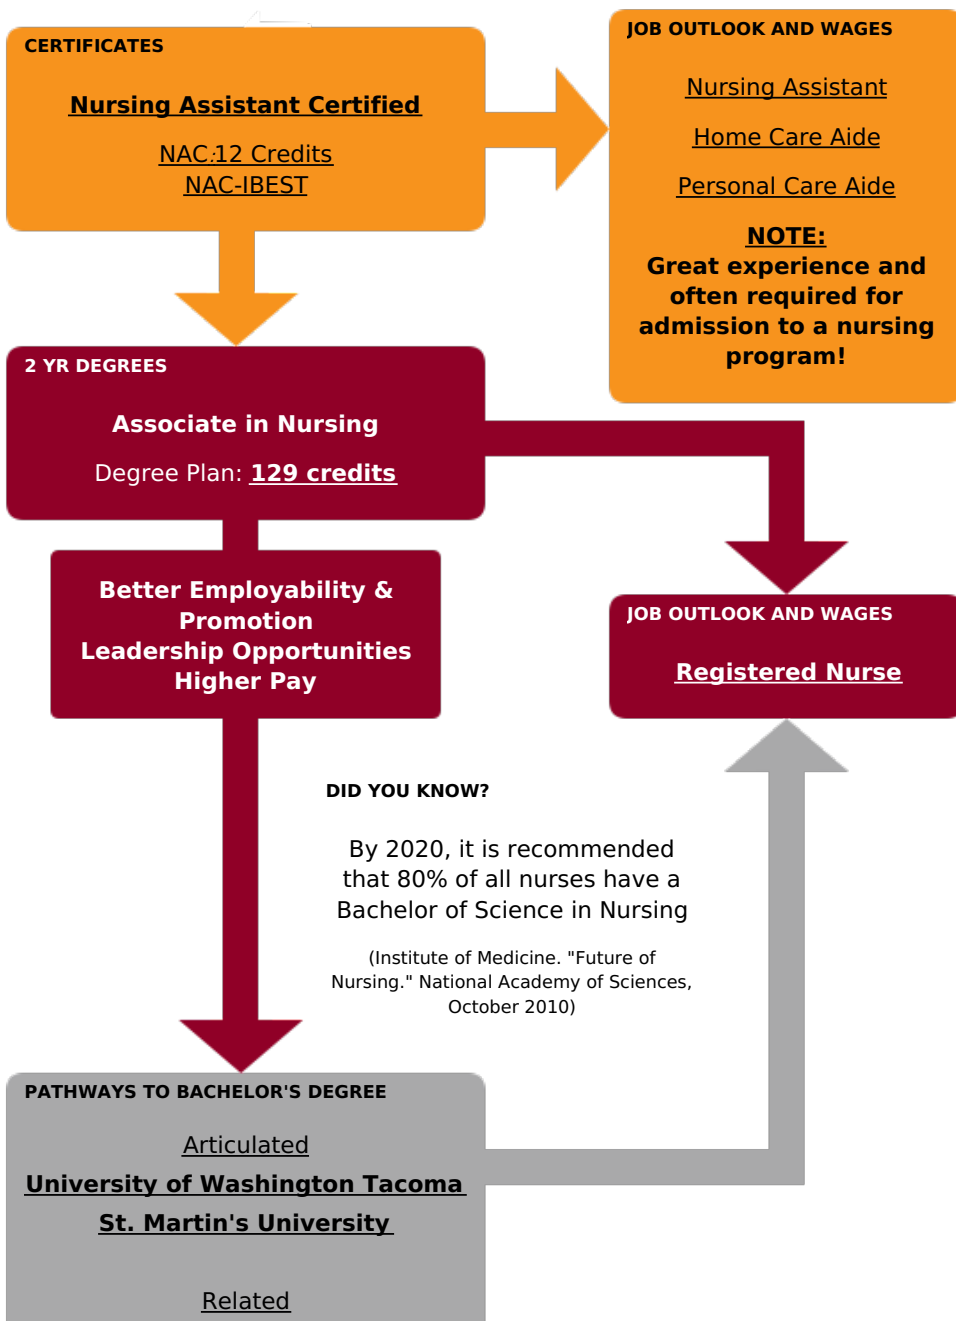 CERTIFICATES
Nursing Assistant Certified
NAC:12 Credits
NAC-IBEST
JOB OUTLOOK AND WAGES
Nursing Assistant
Home Care Aide
Personal Care Aide
NOTE:
Great experience and
often required for
admission to a nursing
program!
2 YR DEGREES
Associate in Nursing
Degree Plan: 129 credits
Better Employability &
Promotion
Leadership Opportunities
Higher Pay
JOB OUTLOOK AND WAGES
Registered Nurse
DID YOU KNOW?
By 2020, it is recommended
that 80% of all nurses have a
Bachelor of Science in Nursing
(Institute of Medicine. "Future of
Nursing." National Academy of Sciences,
October 2010)
PATHWAYS TO BACHELOR'S DEGREE
Articulated
University of Washington Tacoma
St. Martin's University
Related